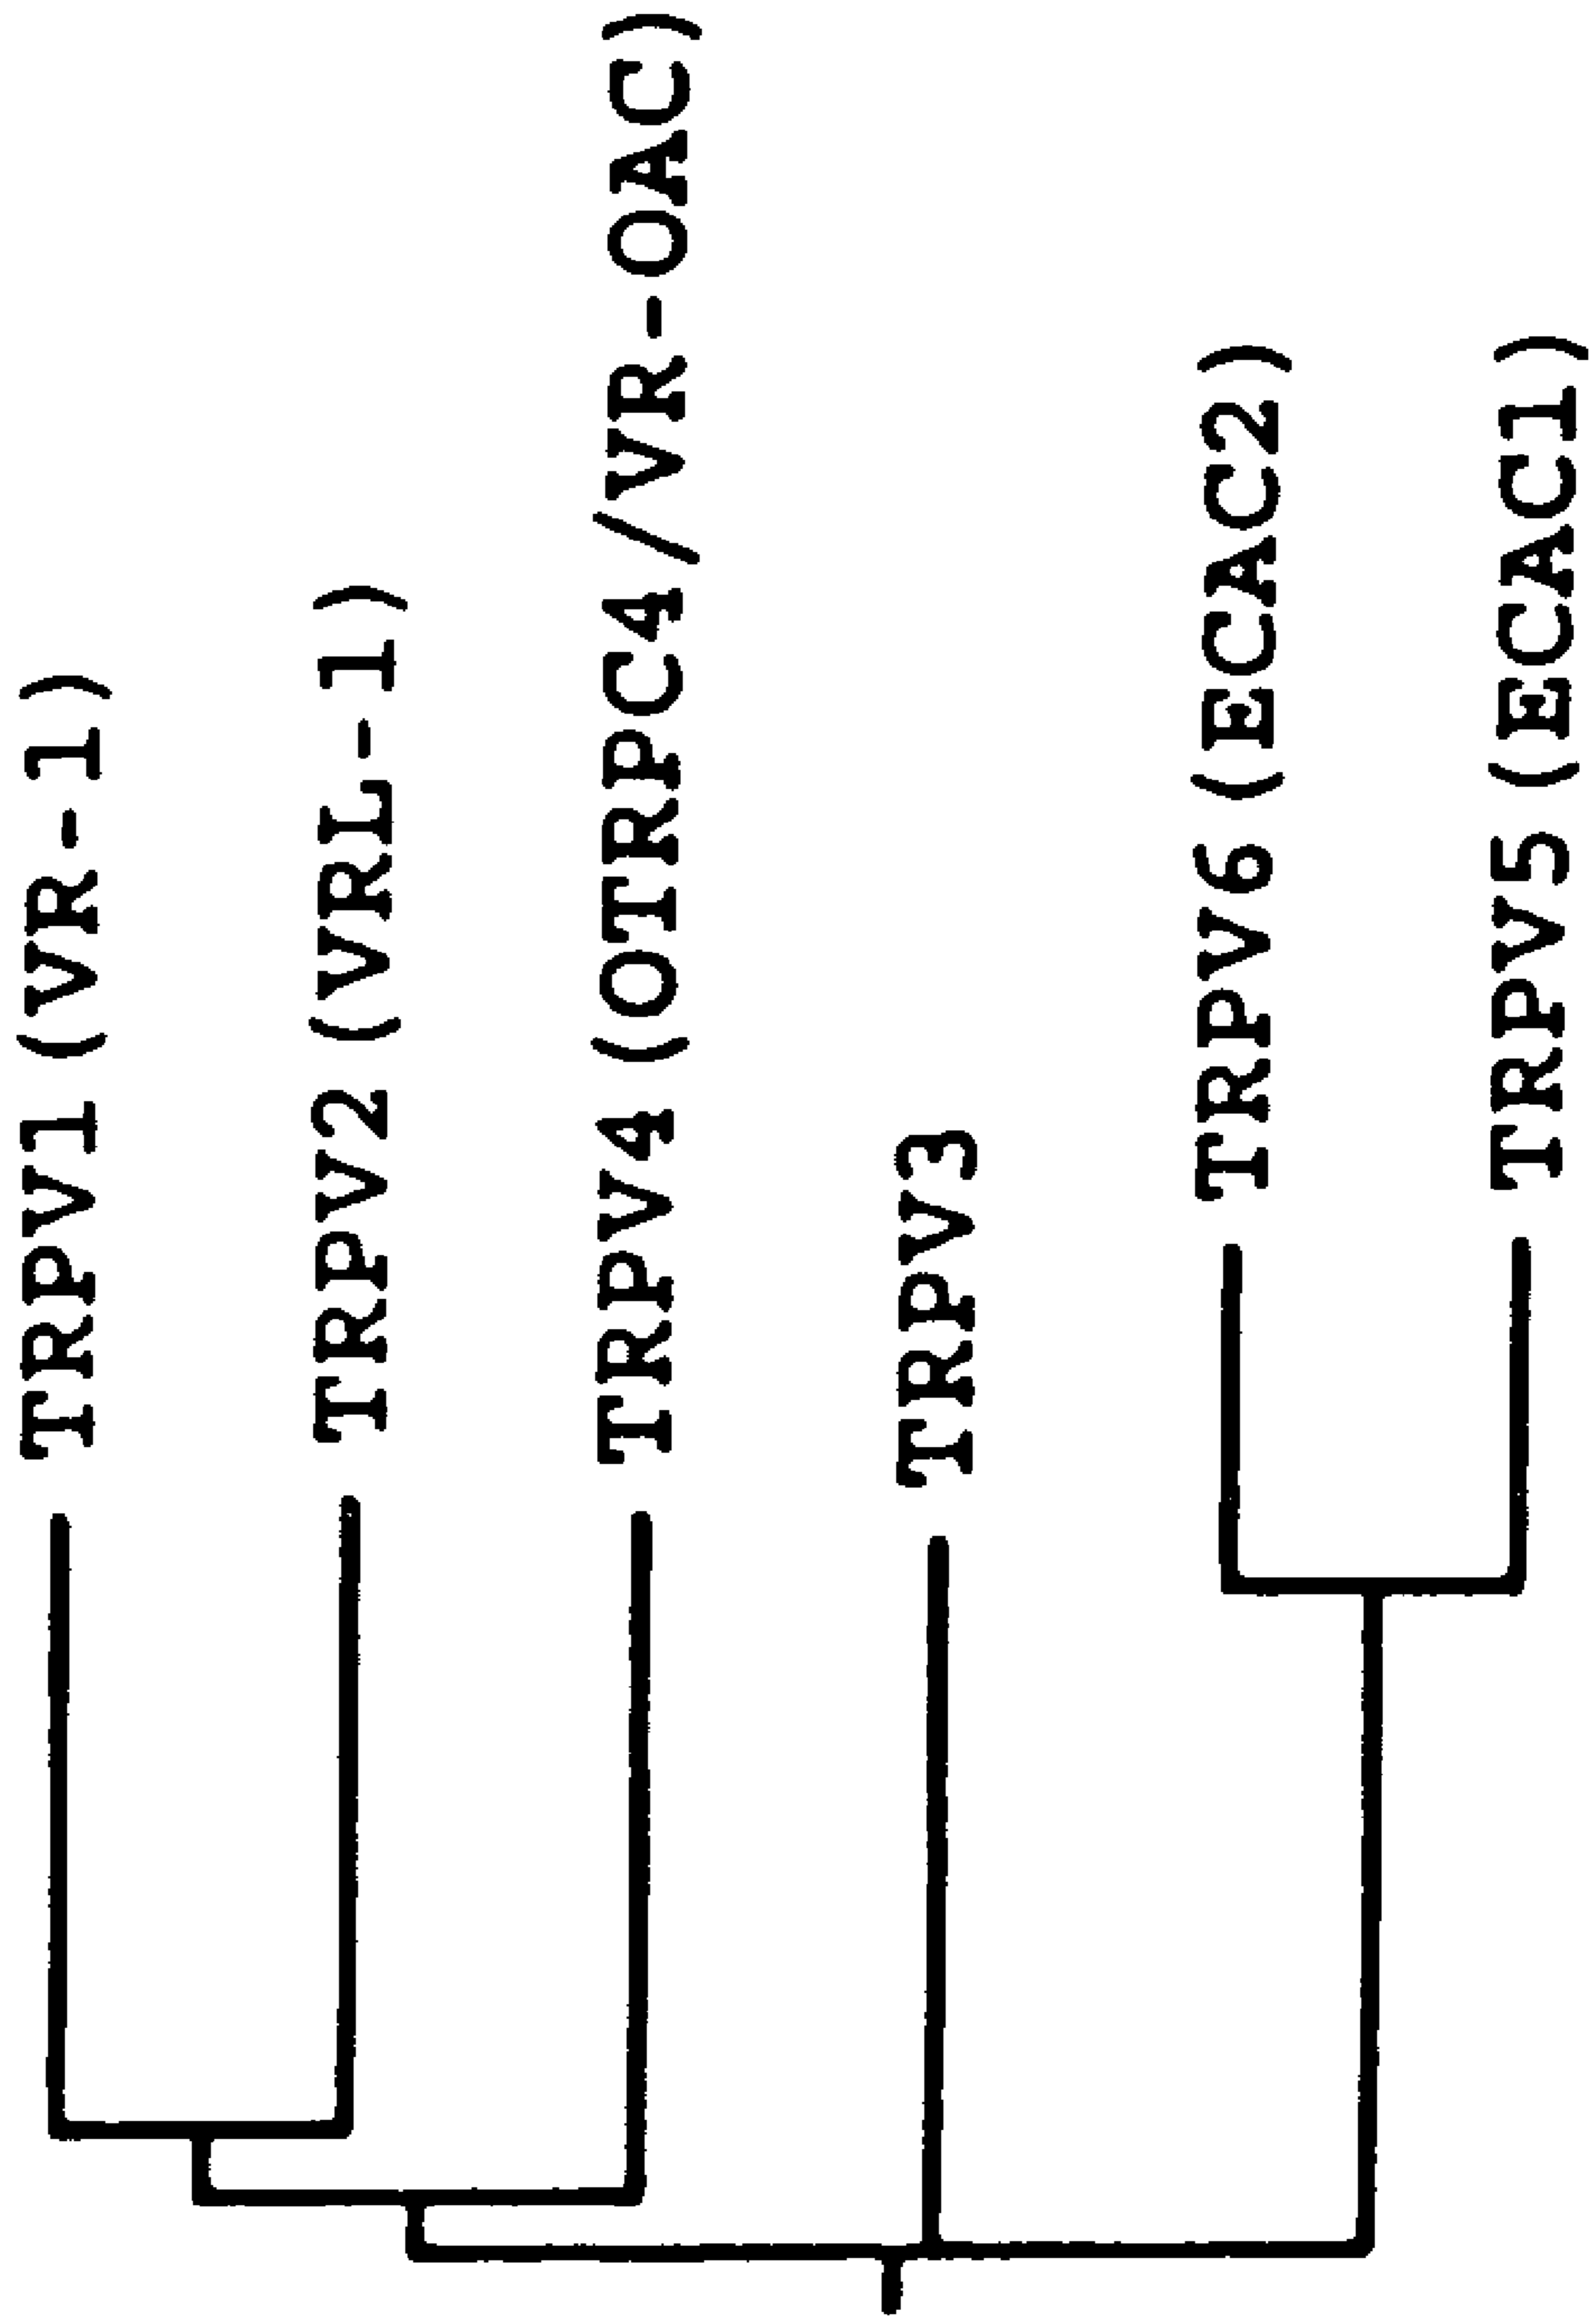 TRPV1 (VR-1)
TRPV2 (VRL-1)
TRPV4 (OTRPC4/VR-OAC)
TRPV3
TRPV6 (ECAC2)
TRPV5 (ECAC1)